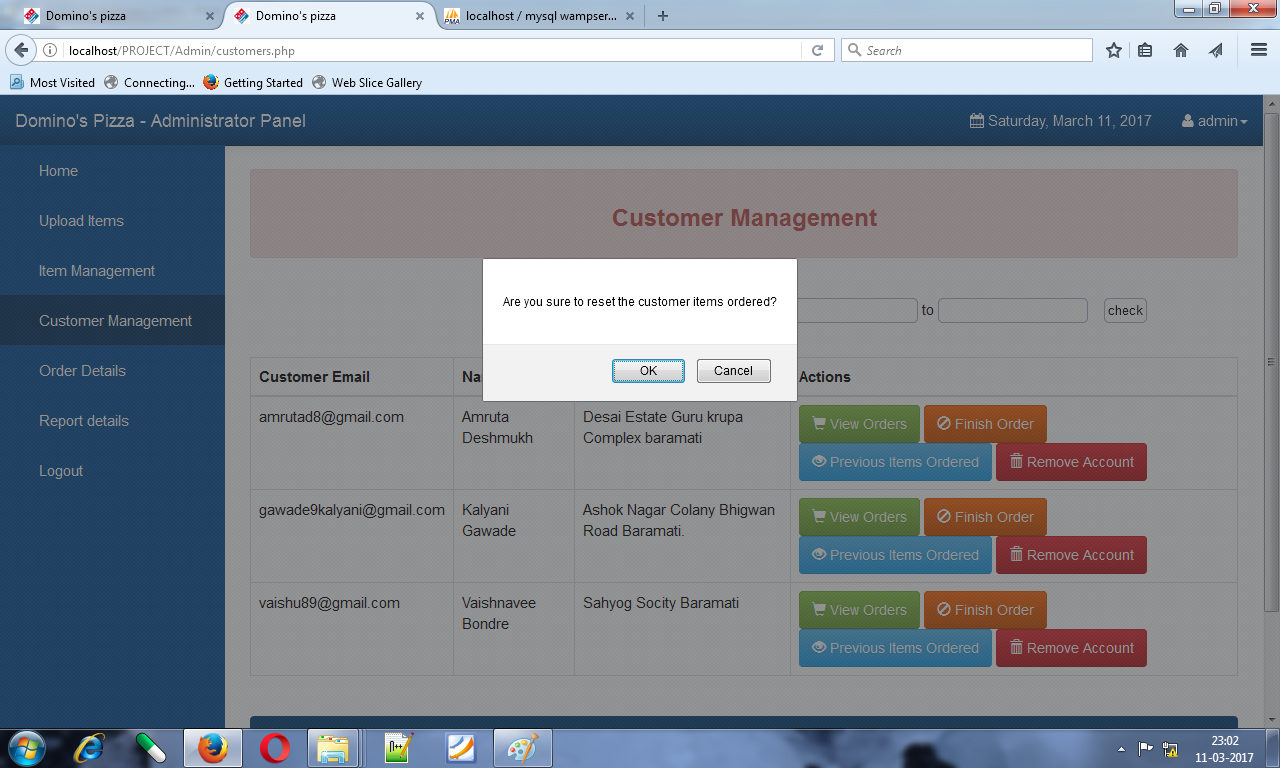 Domino's pizza
Domino's pizza
localhost / mysql wampser...
localhost/PROJECT/Admin/customers.php
Search
Most Visited
Connecting...
Getting Started
Web Slice Gallery
Domino's Pizza - Administrator Panel
Saturday, March 11, 2017
admin
Home
Upload Items
Item Management
Customer Management
Order Details
Report details
Logout
Customer Management
to
check
Are you sure to reset the customer items ordered?
OK
Cancel
Customer Email
Actions
amrutad8@gmail.com
Amruta
Deshmukh
Desai Estate Guru krupa
Complex baramati
View Orders
Finish Order
Previous Items Ordered
Remove Account
gawade9kalyani@gmail.com
Kalyani
Gawade
Ashok Nagar Colany Bhigwan
Road Baramati.
View Orders
Finish Order
Previous Items Ordered
Remove Account
vaishu89@gmail.com
Vaishnavee
Bondre
Sahyog Socity Baramati
View Orders
Finish Order
Previous Items Ordered
Remove Account
23:02
11-03-2017